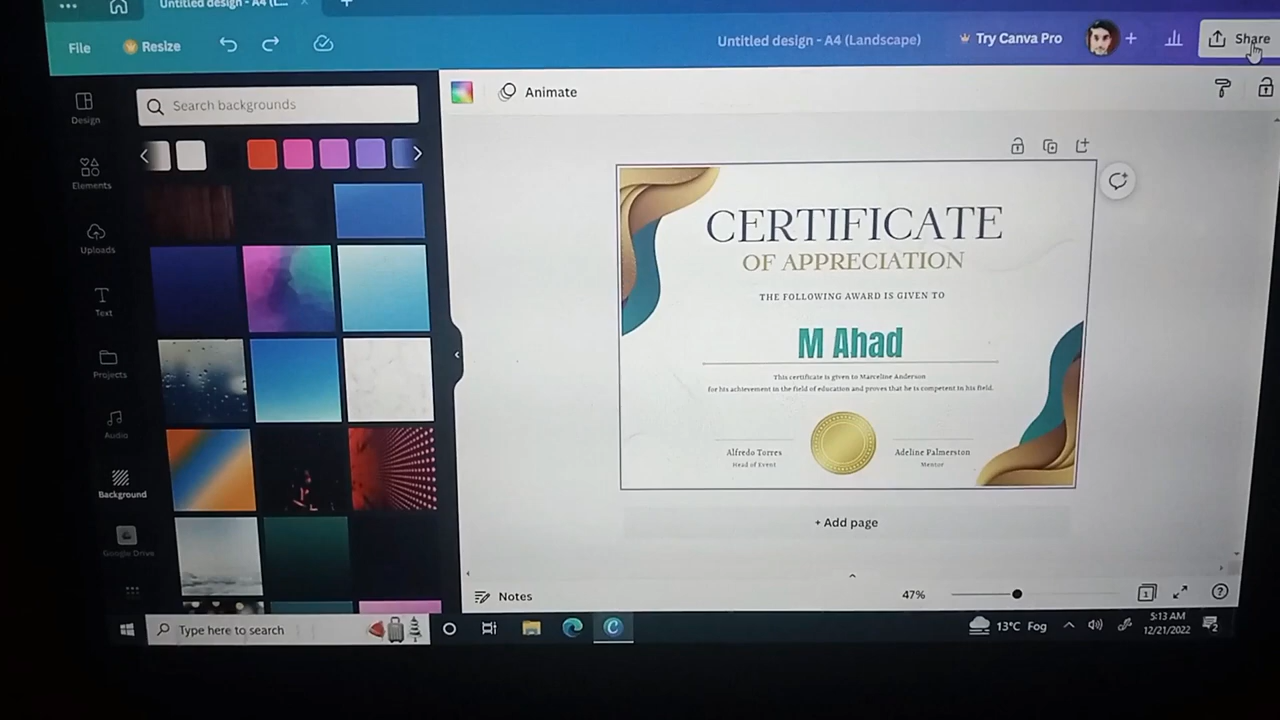 Untitled design - A4 (L...
File
Resize
Untitled design - A4 (Landscape)
Try Canva Pro
Share
Search backgrounds
Animate
Design
Elements
Uploads
Text
Projects
Audio
Background
Google Drive
CERTIFICATE
OF APPRECIATION
THE FOLLOWING AWARD IS GIVEN TO
M Ahad
This certificate is given to Marceline Anderson
for his achievement in the field of education and proves that he is competent in his field.
Alfredo Torres
Head of Event
Adeline Palmerston
Mentor
+ Add page
Notes
47%
1
Type here to search
13°C Fog
5:13 AM
12/21/2022
2